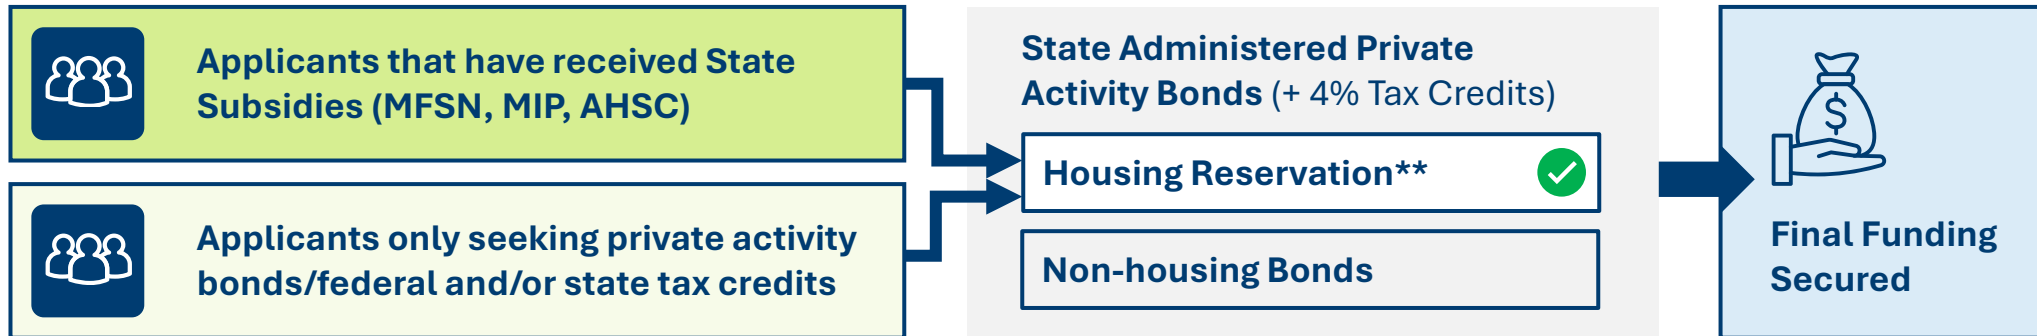 Applicants that have received State
Subsidies (MFSN, MIP, AHSC)
Applicants only seeking private activity
bonds/federal and/or state tax credits
State Administered Private
Activity Bonds (+ 4% Tax Credits)
Housing Reservation**
Non-housing Bonds
$
Final Funding
Secured